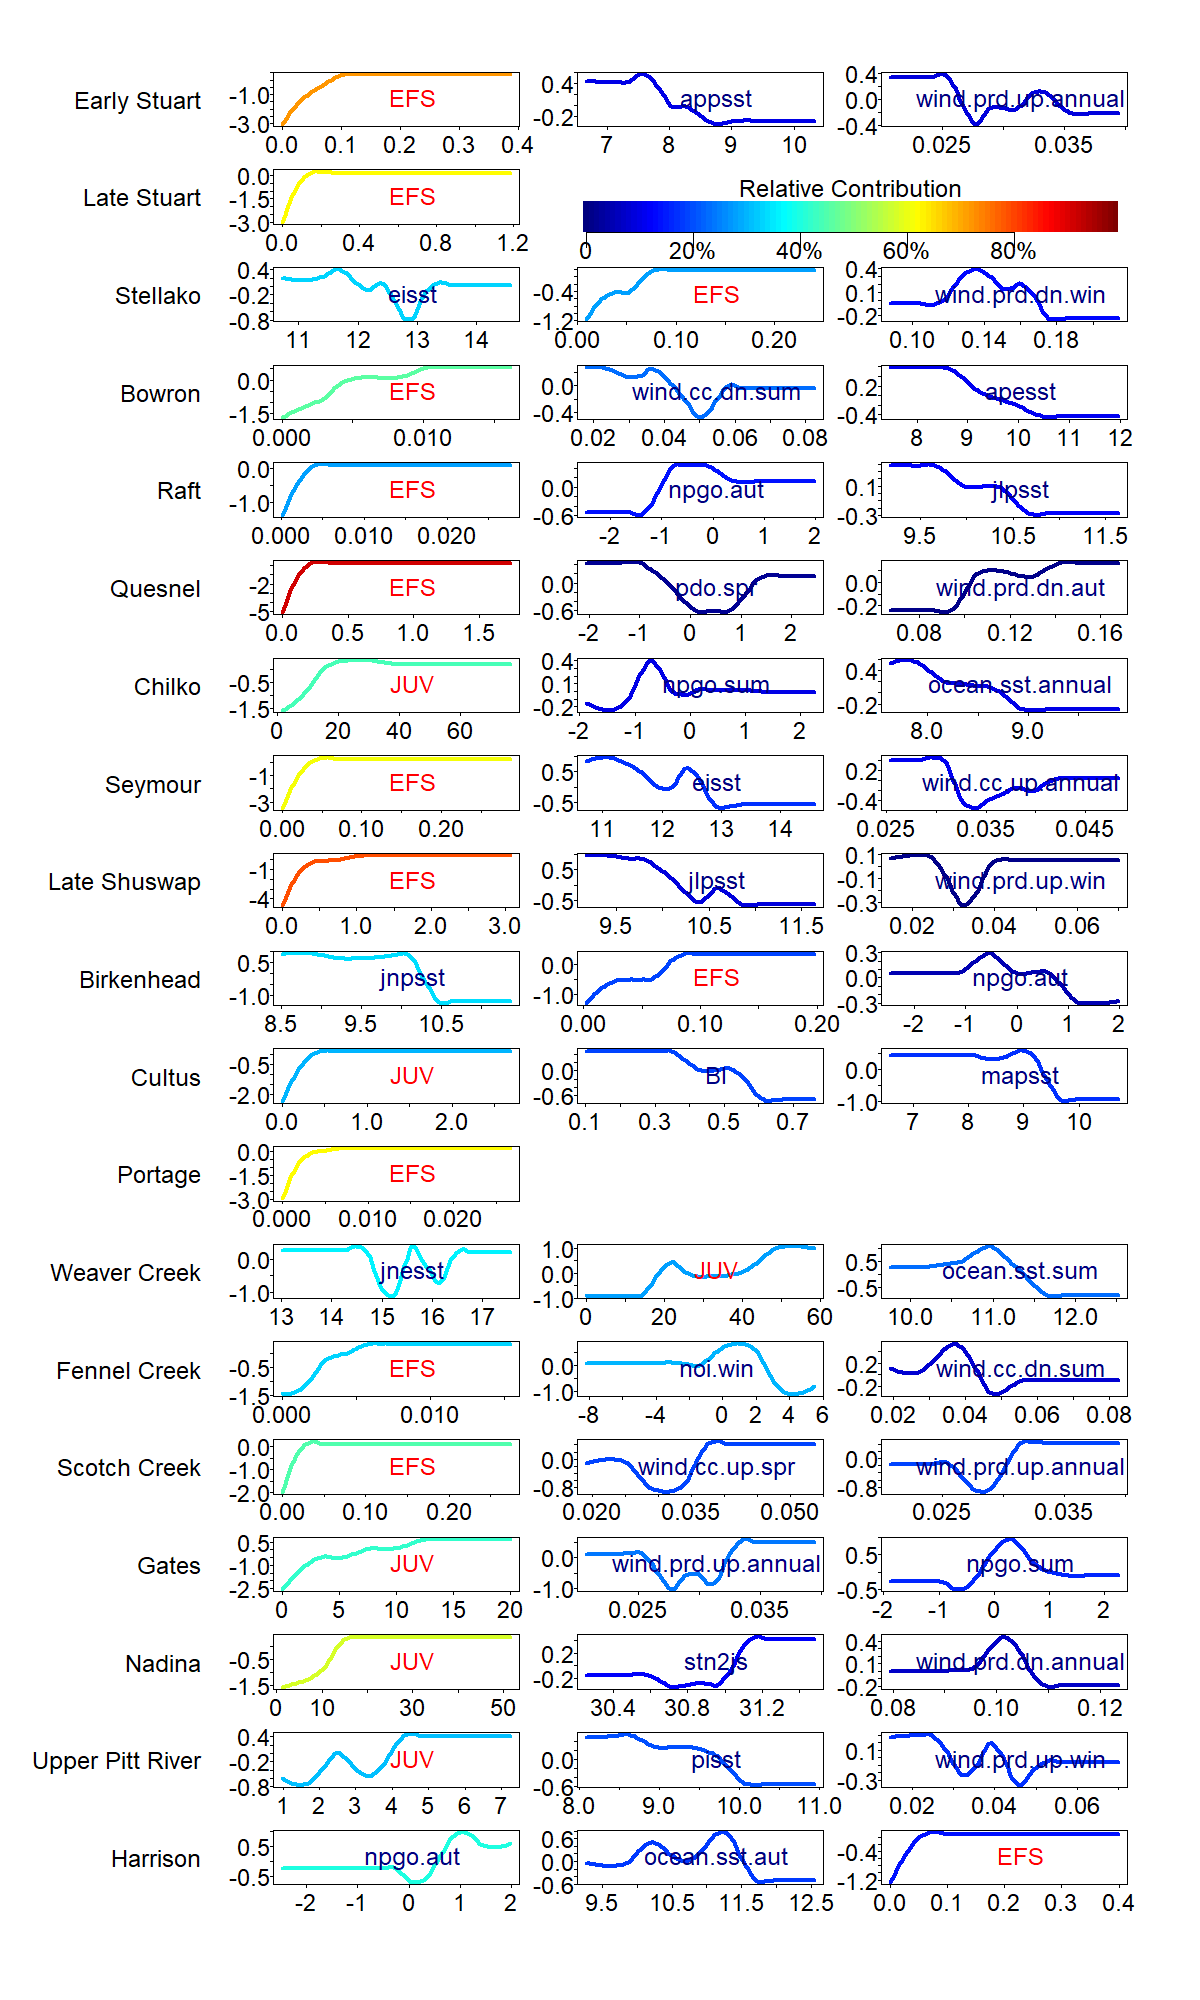 Early Stuart
-1.0
-3.0
EFS
0.0 0.1 0.2 0.3 0.4
0.4
-0.2
appsst
7 8 9 10
0.4
0.0
-0.4
wind.prd.up.annual
0.025 0.035
Late Stuart
0.0
-1.5
-3.0
EFS
0.0 0.4 0.8 1.2
Relative Contribution
0 20% 40% 60% 80%
Stellako
0.4
-0.2
-0.8
eisst
11 12 13 14
-0.4
-1.2
EFS
0.00 0.10 0.20
0.4
0.1
-0.2
wind.prd.dn.win
0.10 0.14 0.18
Bowron
0.0
-1.5
EFS
0.000 0.010
0.0
-0.4
wind.cc.dn.sum
0.02 0.04 0.06 0.08
0.2
-0.4
apesst
8 9 10 11 12
Raft
0.0
-1.0
EFS
0.000 0.010 0.020
0.0
-0.6
npgo.aut
-2 -1 0 1 2
0.1
-0.3
jlpsst
9.5 10.5 11.5
Quesnel
-2
-5
EFS
0.0 0.5 1.0 1.5
0.0
-0.6
pdo.spr
-2 -1 0 1 2
0.0
-0.2
wind.prd.dn.aut
0.08 0.12 0.16
Chilko
-0.5
-1.5
JUV
0 20 40 60
0.4
0.1
-0.2
npgo.sum
-2 -1 0 1 2
0.4
-0.2
ocean.sst.annual
8.0 9.0
Seymour
-1
-3
EFS
0.00 0.10 0.20
0.5
-0.5
ejsst
11 12 13 14
0.2
-0.4
wind.cc.up.annual
0.025 0.035 0.048
Late Shuswap
-1
-4
EFS
0.0 1.0 2.0 3.0
0.5
-0.5
jlpsst
9.5 10.5 11.5
0.1
-0.1
-0.3
wind.prd.up.win
0.02 0.04 0.06
Birkenhead
0.5
-1.0
jnpsst
8.5 9.5 10.5
0.0
-1.0
EFS
0.00 0.10 0.20
0.3
0.0
-0.3
npgo.aut
-2 -1 0 1 2
Cultus
-0.5
-2.0
JUV
0.0 1.0 2.0
0.0
-0.6
BI
0.1 0.3 0.5 0.7
0.0
-1.0
mapsst
7 8 9 10
Portage
0.0
-1.5
-3.0
EFS
0.000 0.010 0.020
Weaver Creek
0.0
-1.0
jnesst
13 14 15 16 17
1.0
0.0
-1.0
JUV
0 20 40 60
0.5
-0.5
ocean.sst.sum
10.0 11.0 12.0
Fennel Creek
-0.5
-1.5
EFS
0.000 0.010
0.0
-1.0
noi.win
-8 -4 0 2 4 6
0.2
-0.2
wind.cc.dn.sum
0.02 0.04 0.06 0.08
Scotch Creek
0.0
-1.0
-2.0
EFS
0.00 0.10 0.20
0.0
-0.8
wind.cc.up.spr
0.020 0.035 0.050
0.0
-0.8
wind.prd.up.annual
0.025 0.035
Gates
0.5
-1.0
-2.5
JUV
0 5 10 15 20
0.0
-1.0
wind.prd.up.annual
0.025 0.035
0.5
-0.5
npgo.sum
-2 -1 0 1 2
Nadina
-0.5
-1.5
JUV
0 10 30 50
0.2
-0.2
stn2js
30.4 30.8 31.2
0.4
0.1
-0.2
wind.prd.dn.annual
0.08 0.10 0.12
Upper Pitt River
0.4
-0.2
-0.8
JUV
1 2 3 4 5 6 7
0.0
-0.6
pisst
8.0 9.0 10.0 11.0
0.1
-0.3
wind.prd.up.win
0.02 0.04 0.06
Harrison
0.5
-0.5
npgo.aut
-2 -1 0 1 2
0.6
0.0
-0.6
ocean.sst.aut
9.5 10.5 11.5 12.5
-0.4
-1.2
EFS
0.0 0.1 0.2 0.3 0.4